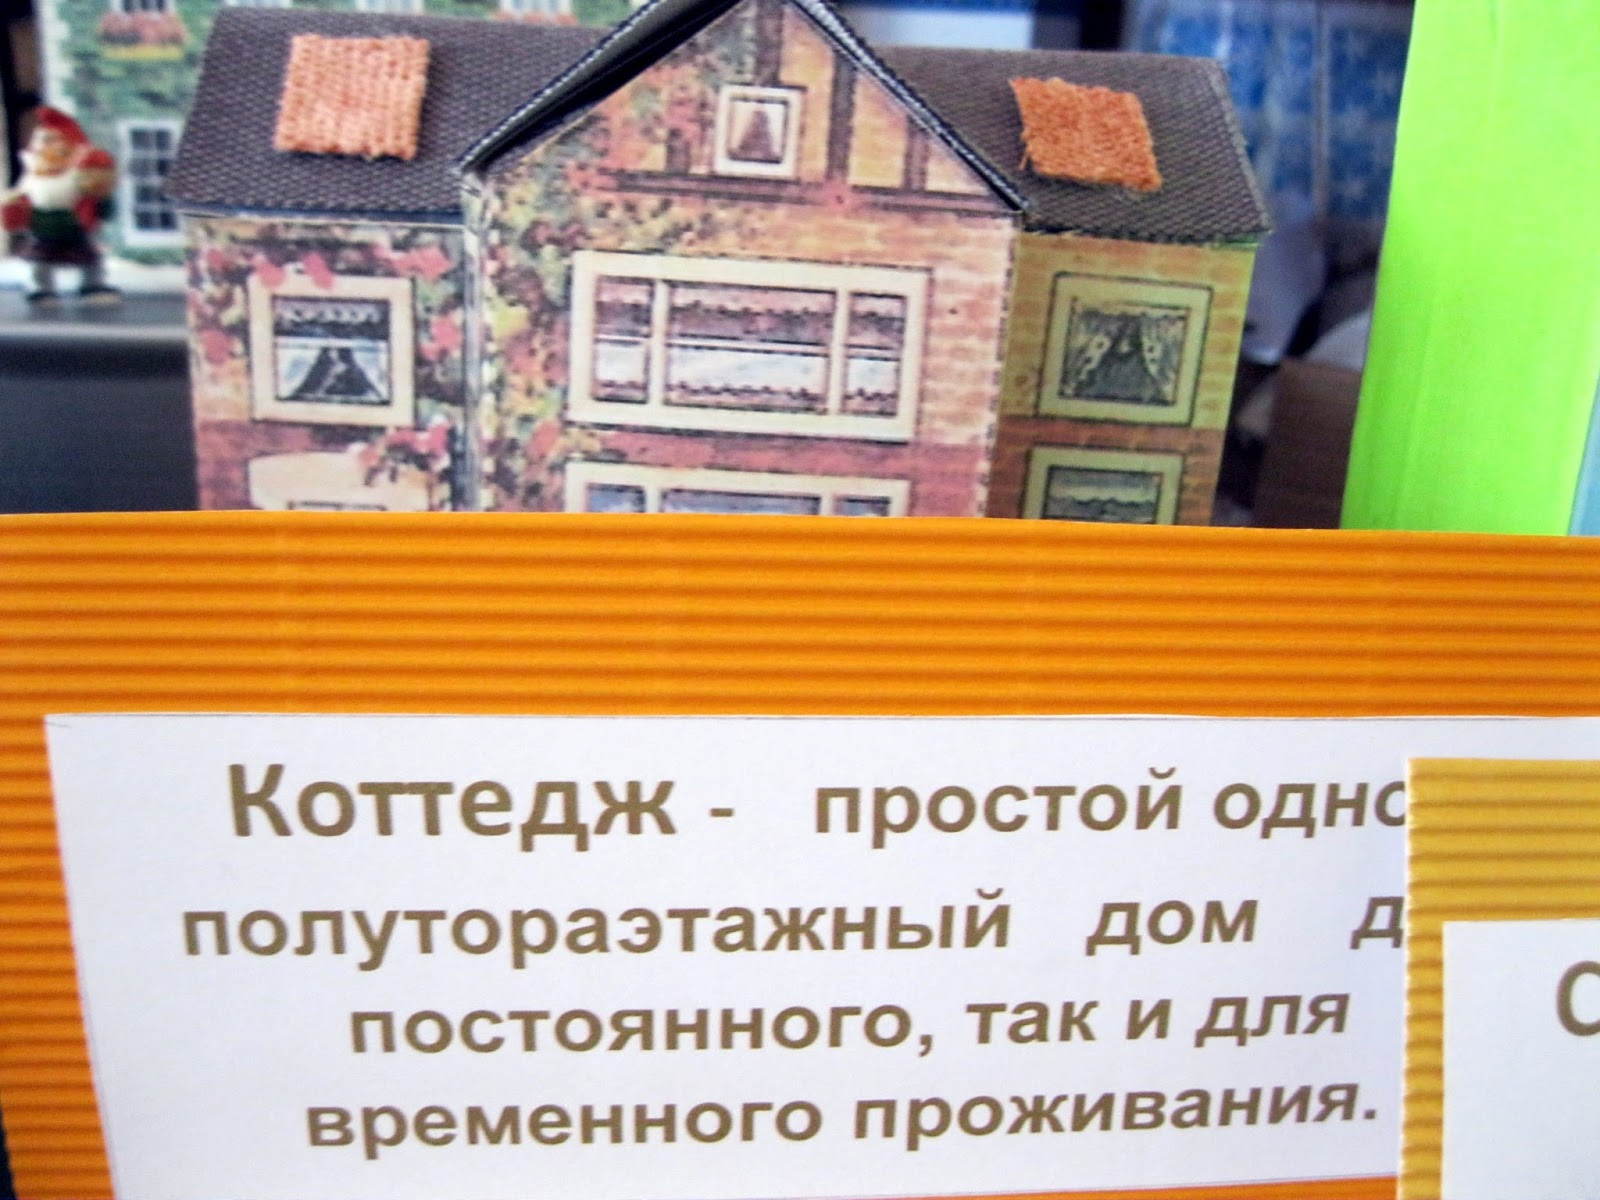 Коттедж - простой одно
полутораэтажный дом д
постоянного, так и для
временного проживания.
С